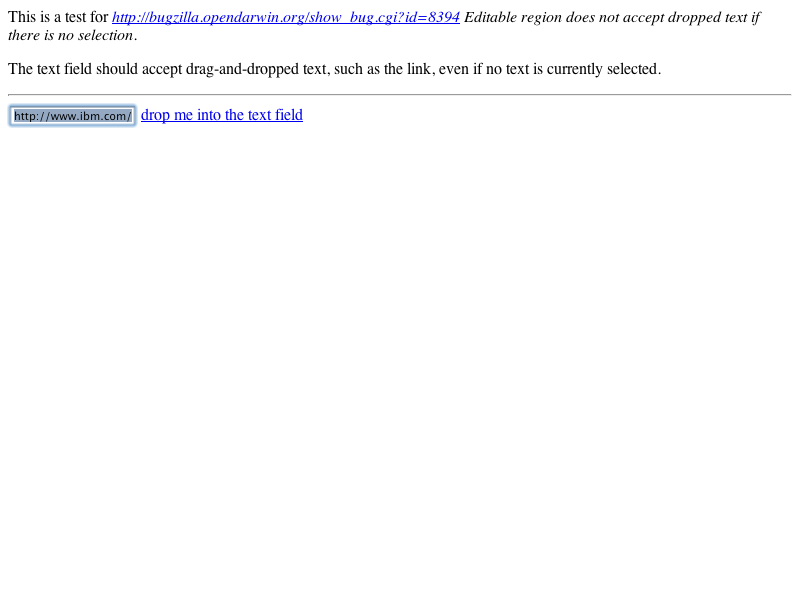 This is a test for http://bugzilla.opendarwin.org/show_bug.cgi?id=8394 Editable region does not accept dropped text if
there is no selection.
The text field should accept drag-and-dropped text, such as the link, even if no text is currently selected.
http://www.ibm.com/ drop me into the text field